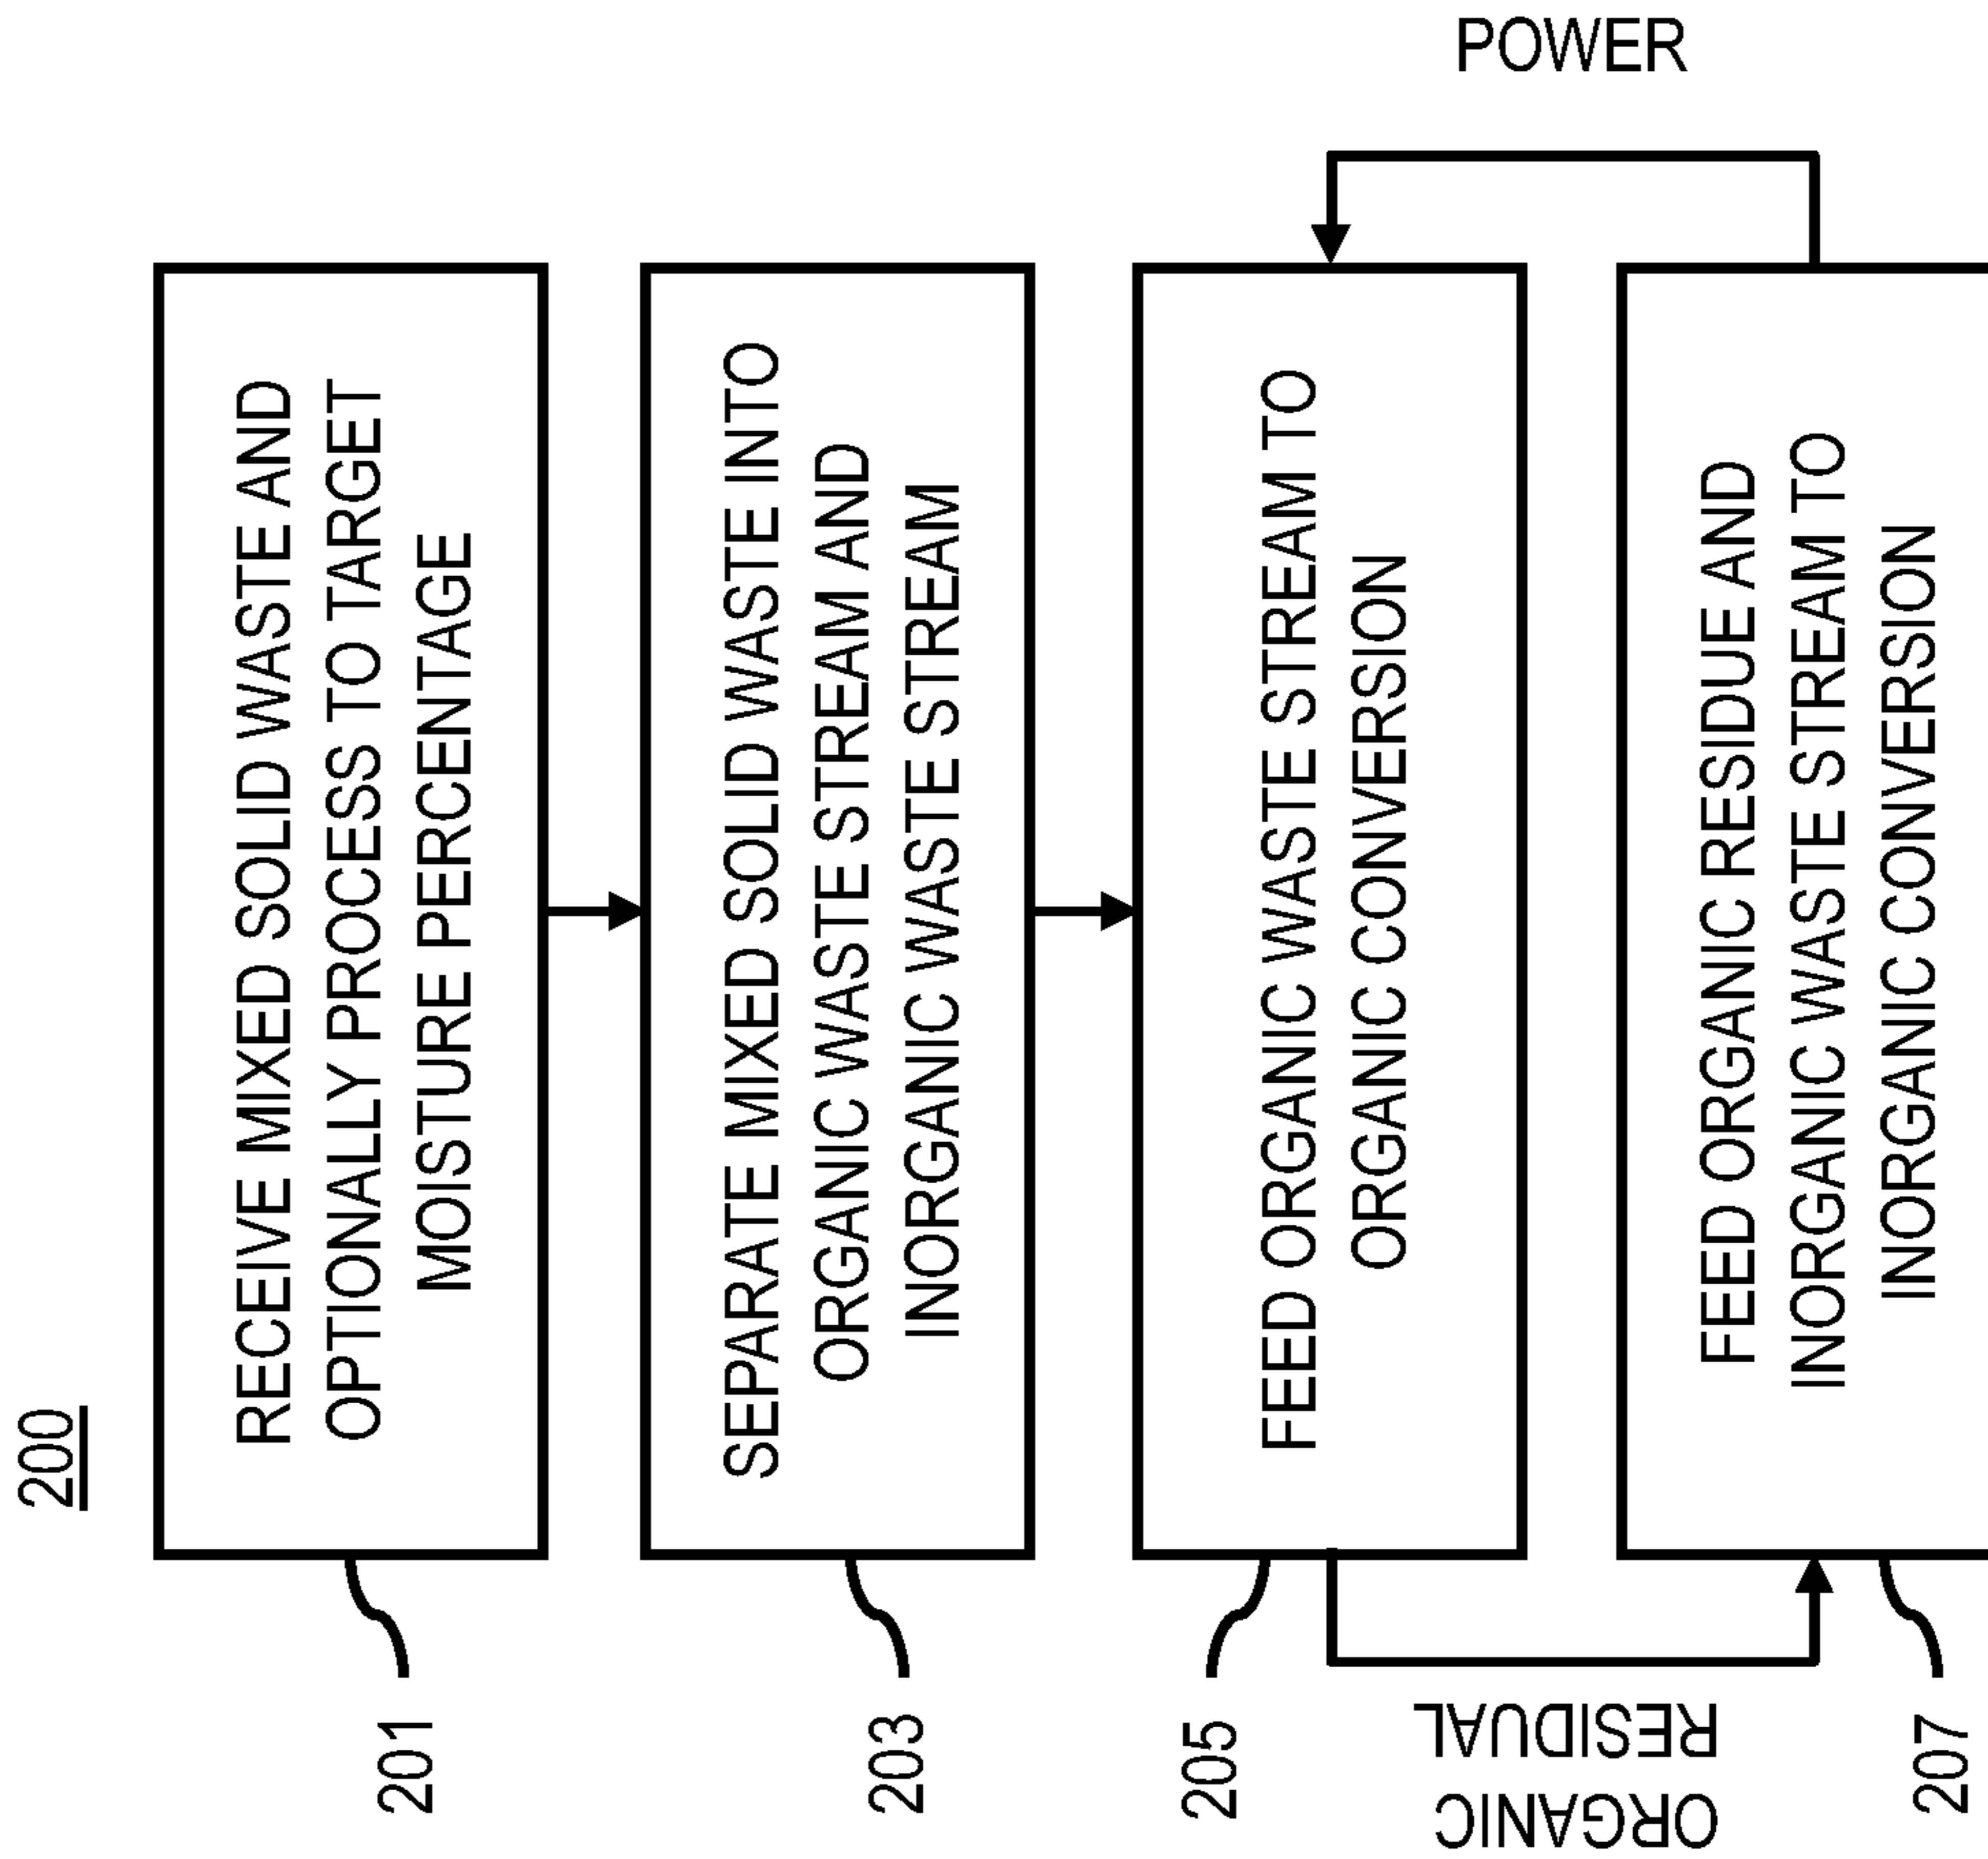 200
RECEIVE MIXED SOLID WASTE AND
OPTIONALLY PROCESS TO TARGET
MOISTURE PERCENTAGE
201
SEPARATE MIXED SOLID WASTE INTO
ORGANIC WASTE STREAM AND
INORGANIC WASTE STREAM
203
FEED ORGANIC WASTE STREAM TO
ORGANIC CONVERSION
205
ORGANIC
RESIDUAL
POWER
FEED ORGANIC RESIDUE AND
INORGANIC WASTE STREAM TO
INORGANIC CONVERSION
207